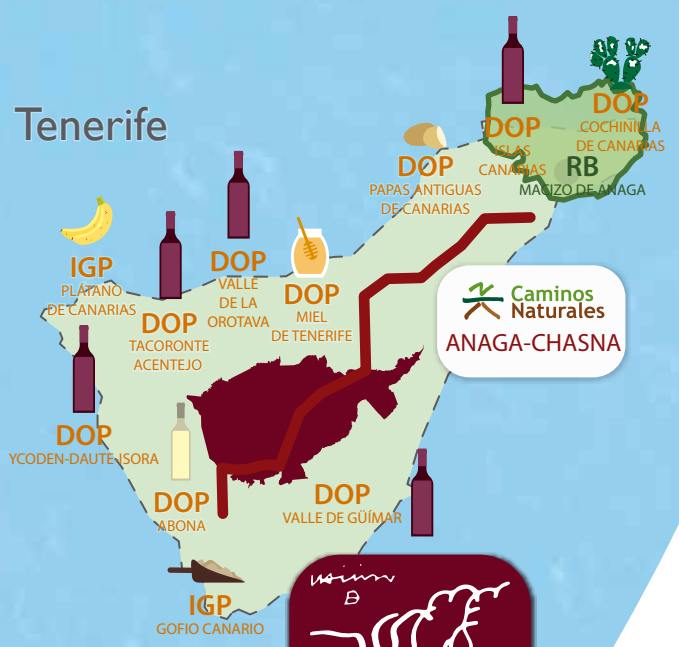 Tenerife
DOP
ISLAS
CANARIAS
DOP
COCHINILLA
DE CANARIAS
RB
MACIZO DE ANAGA
DOP
PAPAS ANTIGUAS
DE CANARIAS
IGP
PLÁTANO
DE CANARIAS
DOP
TACORONTE
ACENTEJO
DOP
VALLE
DE LA
OROTAVA
DOP
MIEL
DE TENERIFE
Caminos
Naturales
ANAGA-CHASNA
DOP
YCODEN-DAUTE-ISORA
DOP
ABONA
DOP
VALLE DE GÜÍMAR
IGP
GOFIO CANARIO